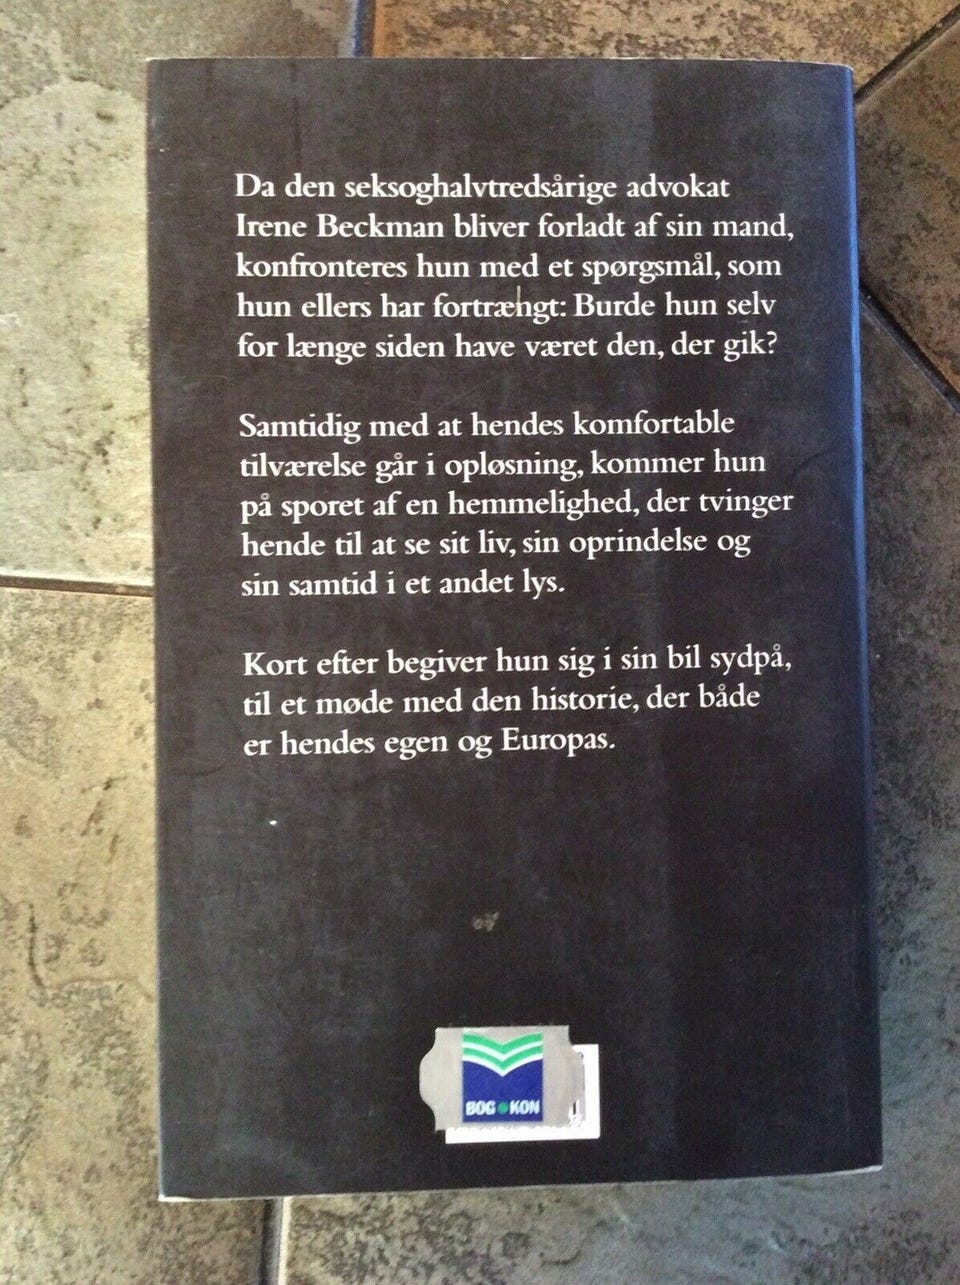 Da den seksoghalvtredsårige advokat
Irene Beckman bliver forladt af sin mand,
konfronteres hun med et spørgsmål, som
hun ellers har fortrængt: Burde hun selv
for længe siden have været den, der gik?
Samtidig med at hendes komfortable
tilværelse går i opløsning, kommer hun
på sporet af en hemmelighed, der tvinger
hende til at se sit liv, sin oprindelse og
sin samtid i et andet lys.
Kort efter begiver hun sig i sin bil sydpå,
til et møde med den historie, der både
er hendes egen og Europas.
BOG KON